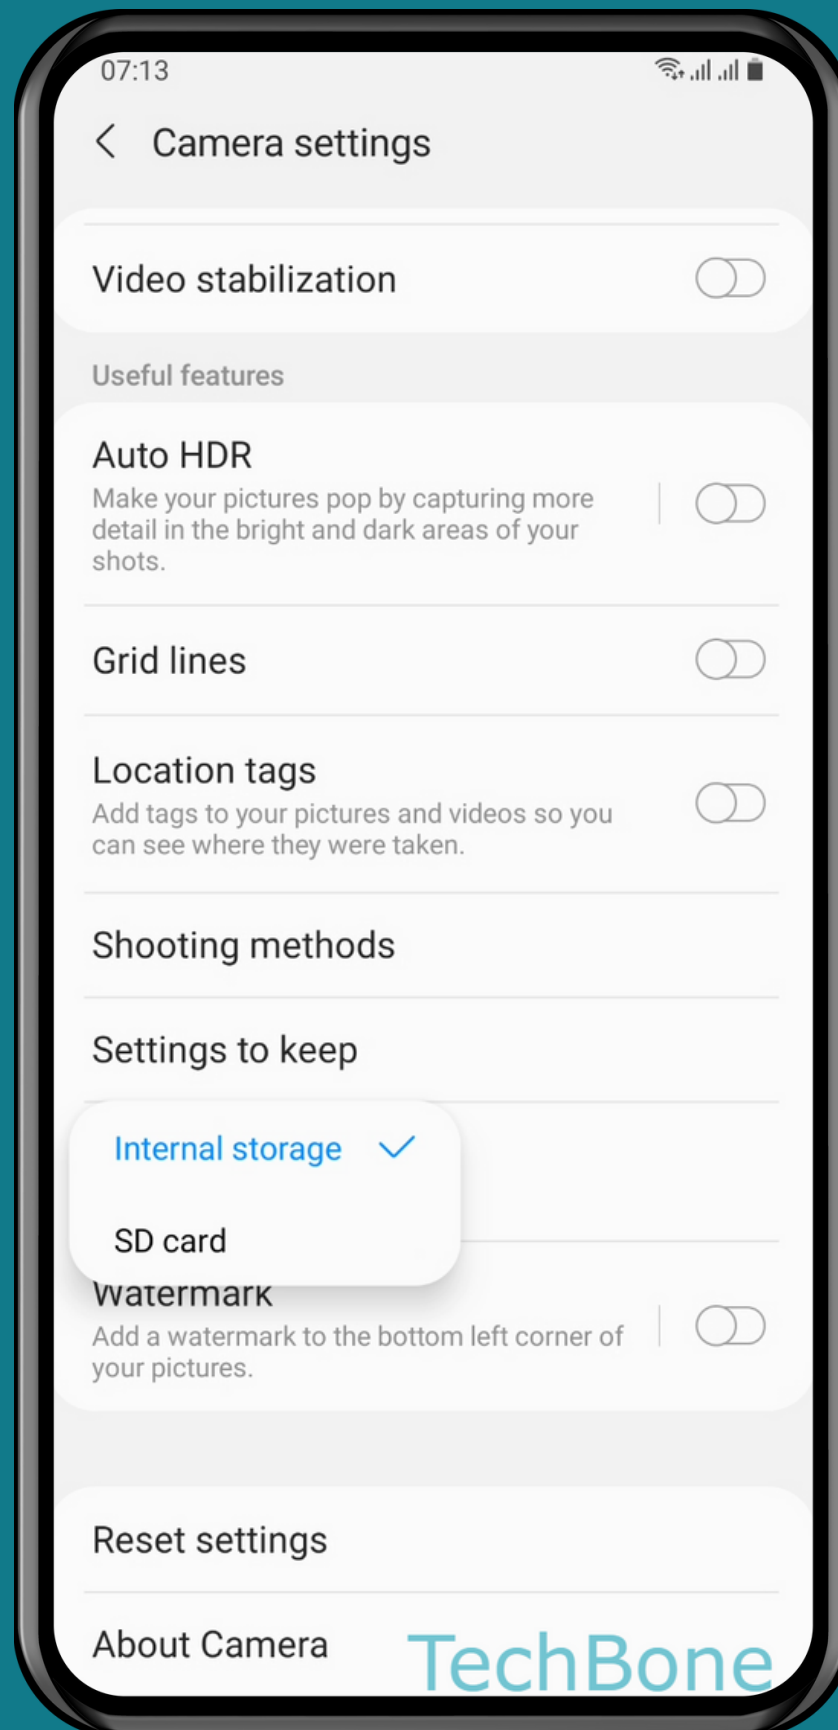 07:13
Camera settings
Video stabilization
Useful features
Auto HDR
Make your pictures pop by capturing more
detail in the bright and dark areas of your
shots.
Grid lines
Location tags
Add tags to your pictures and videos so you
can see where they were taken.
Shooting methods
Settings to keep
Internal storage
SD card
Watermark
Add a watermark to the bottom left corner of
your pictures.
Reset settings
About Camera
TechBone